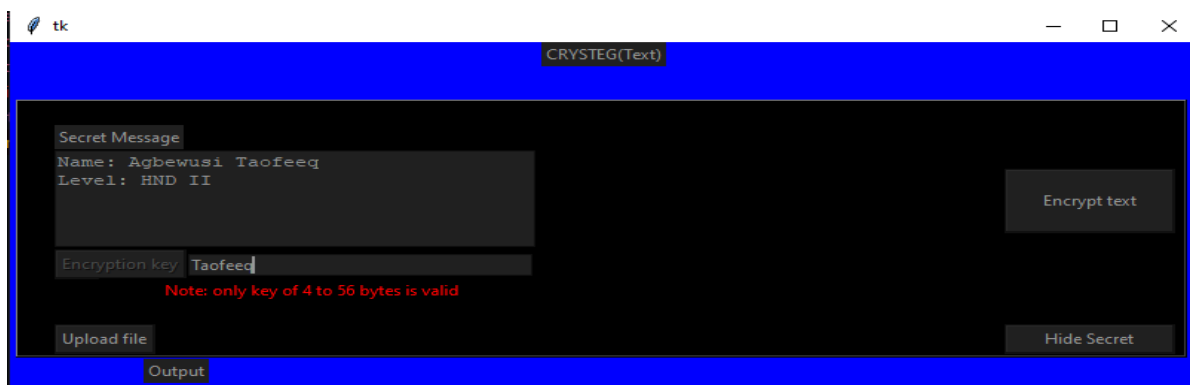 tk
CRYSTEG(Text)
Secret Message
Name: Agbewusi Taofeeq
Level: HND II
Encrypt text
Encryption key Taofeeq
Note: only key of 4 to 56 bytes is valid
Upload file Hide Secret
Output